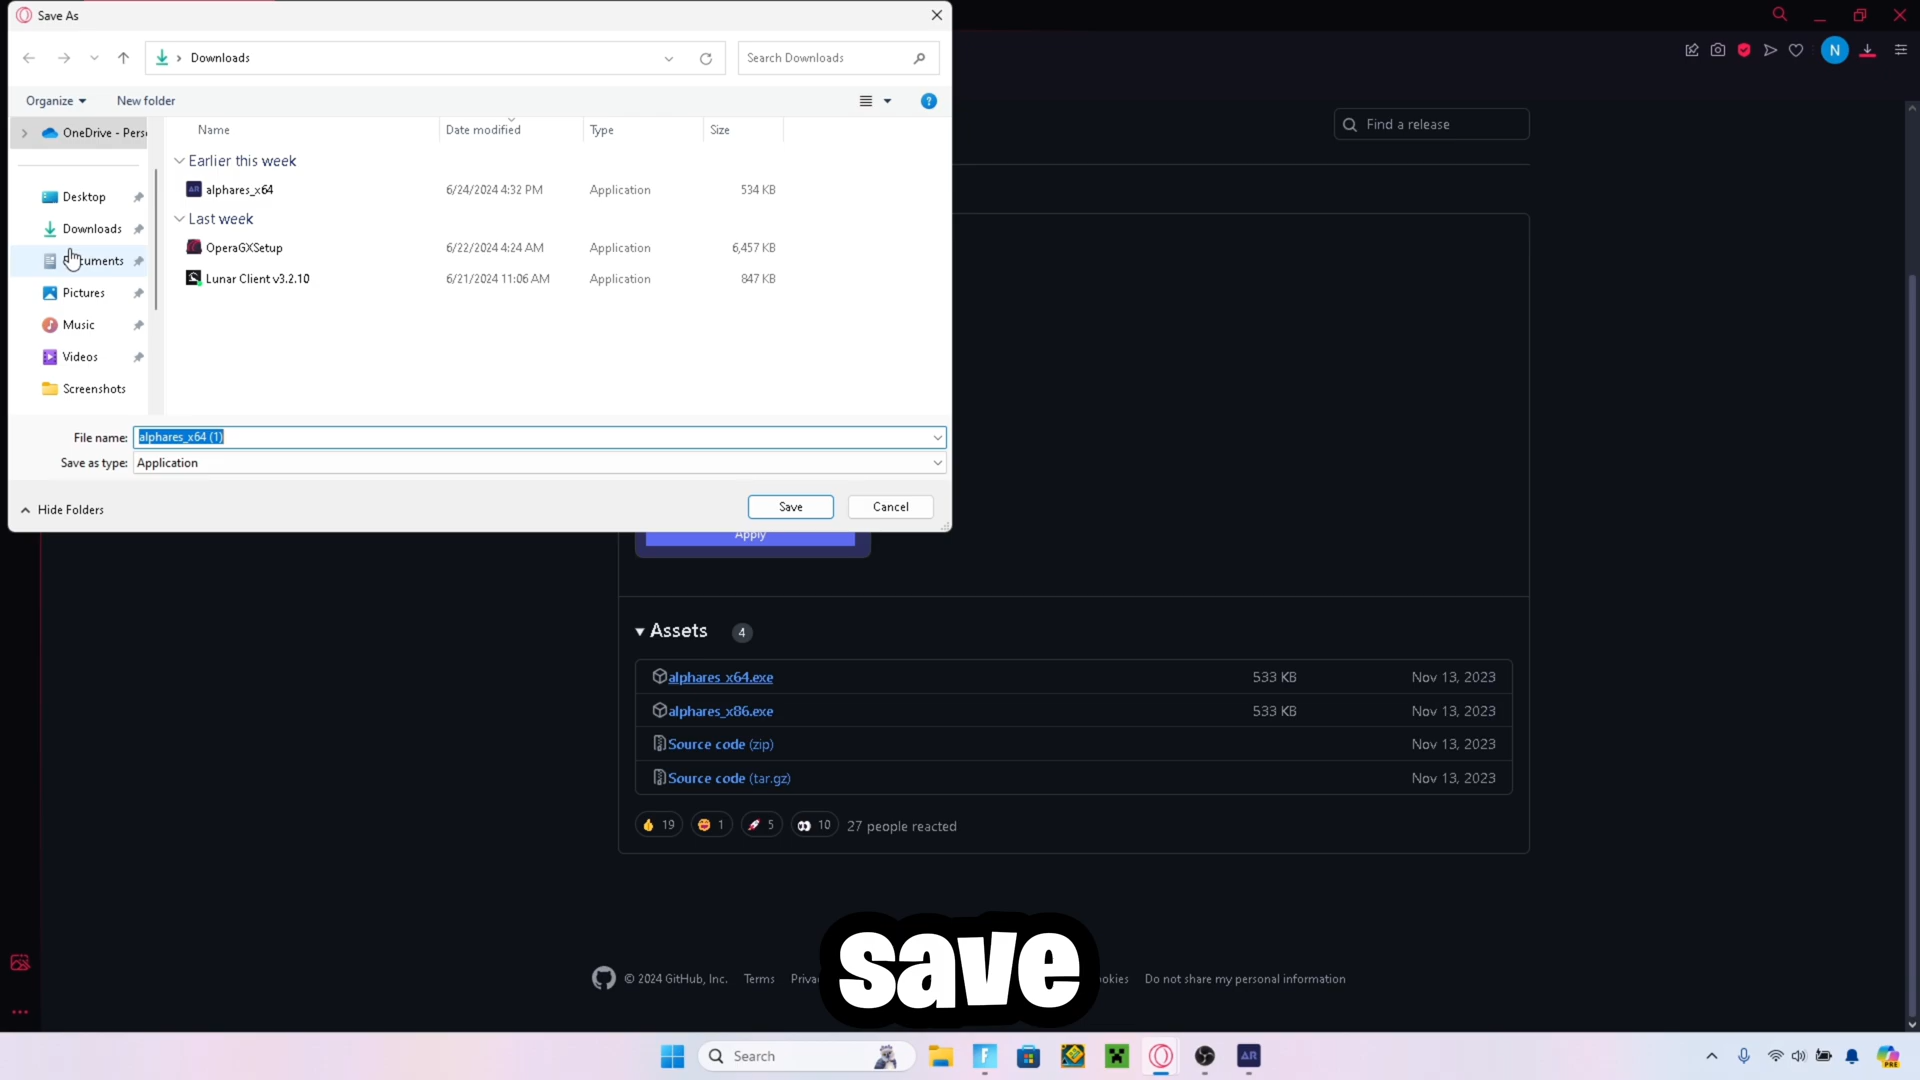 Save As
Downloads
Search Downloads
Organize
New folder
OneDrive - Pers
Name
Date modified
Type
Size
Earlier this week
alphares_x64
6/24/2024 4:32 PM
Application
534 KB
Last week
OperaGXSetup
6/22/2024 4:24 AM
Application
6,457 KB
Lunar Client v3.2.10
6/21/2024 11:06 AM
Application
847 KB
Desktop
Downloads
cuments
Pictures
Music
Videos
Screenshots
File name:
alphares_x64 (1)
Save as type:
Application
Hide Folders
Save
Cancel
N
Find a release
Apply
Assets
4
alphares_x64.exe
533 KB
Nov 13, 2023
alphares_x86.exe
533 KB
Nov 13, 2023
Source code (zip)
Nov 13, 2023
Source code (tar.gz)
Nov 13, 2023
19
1
5
10
27 people reacted
© 2024 GitHub, Inc.
Terms
Priva
ookies
Do not share my personal information
save
Search
AR
PRE